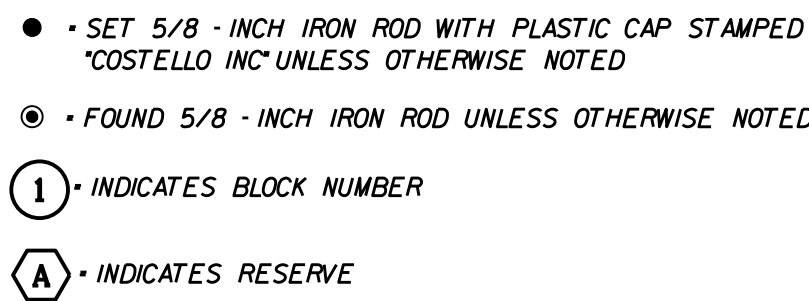 - SET 5/8 - INCH IRON ROD WITH PLASTIC CAP STAMPED
"COSTELLO INC" UNLESS OTHERWISE NOTED
- FOUND 5/8 - INCH IRON ROD UNLESS OTHERWISE NOTED
1 - INDICATES BLOCK NUMBER
A - INDICATES RESERVE